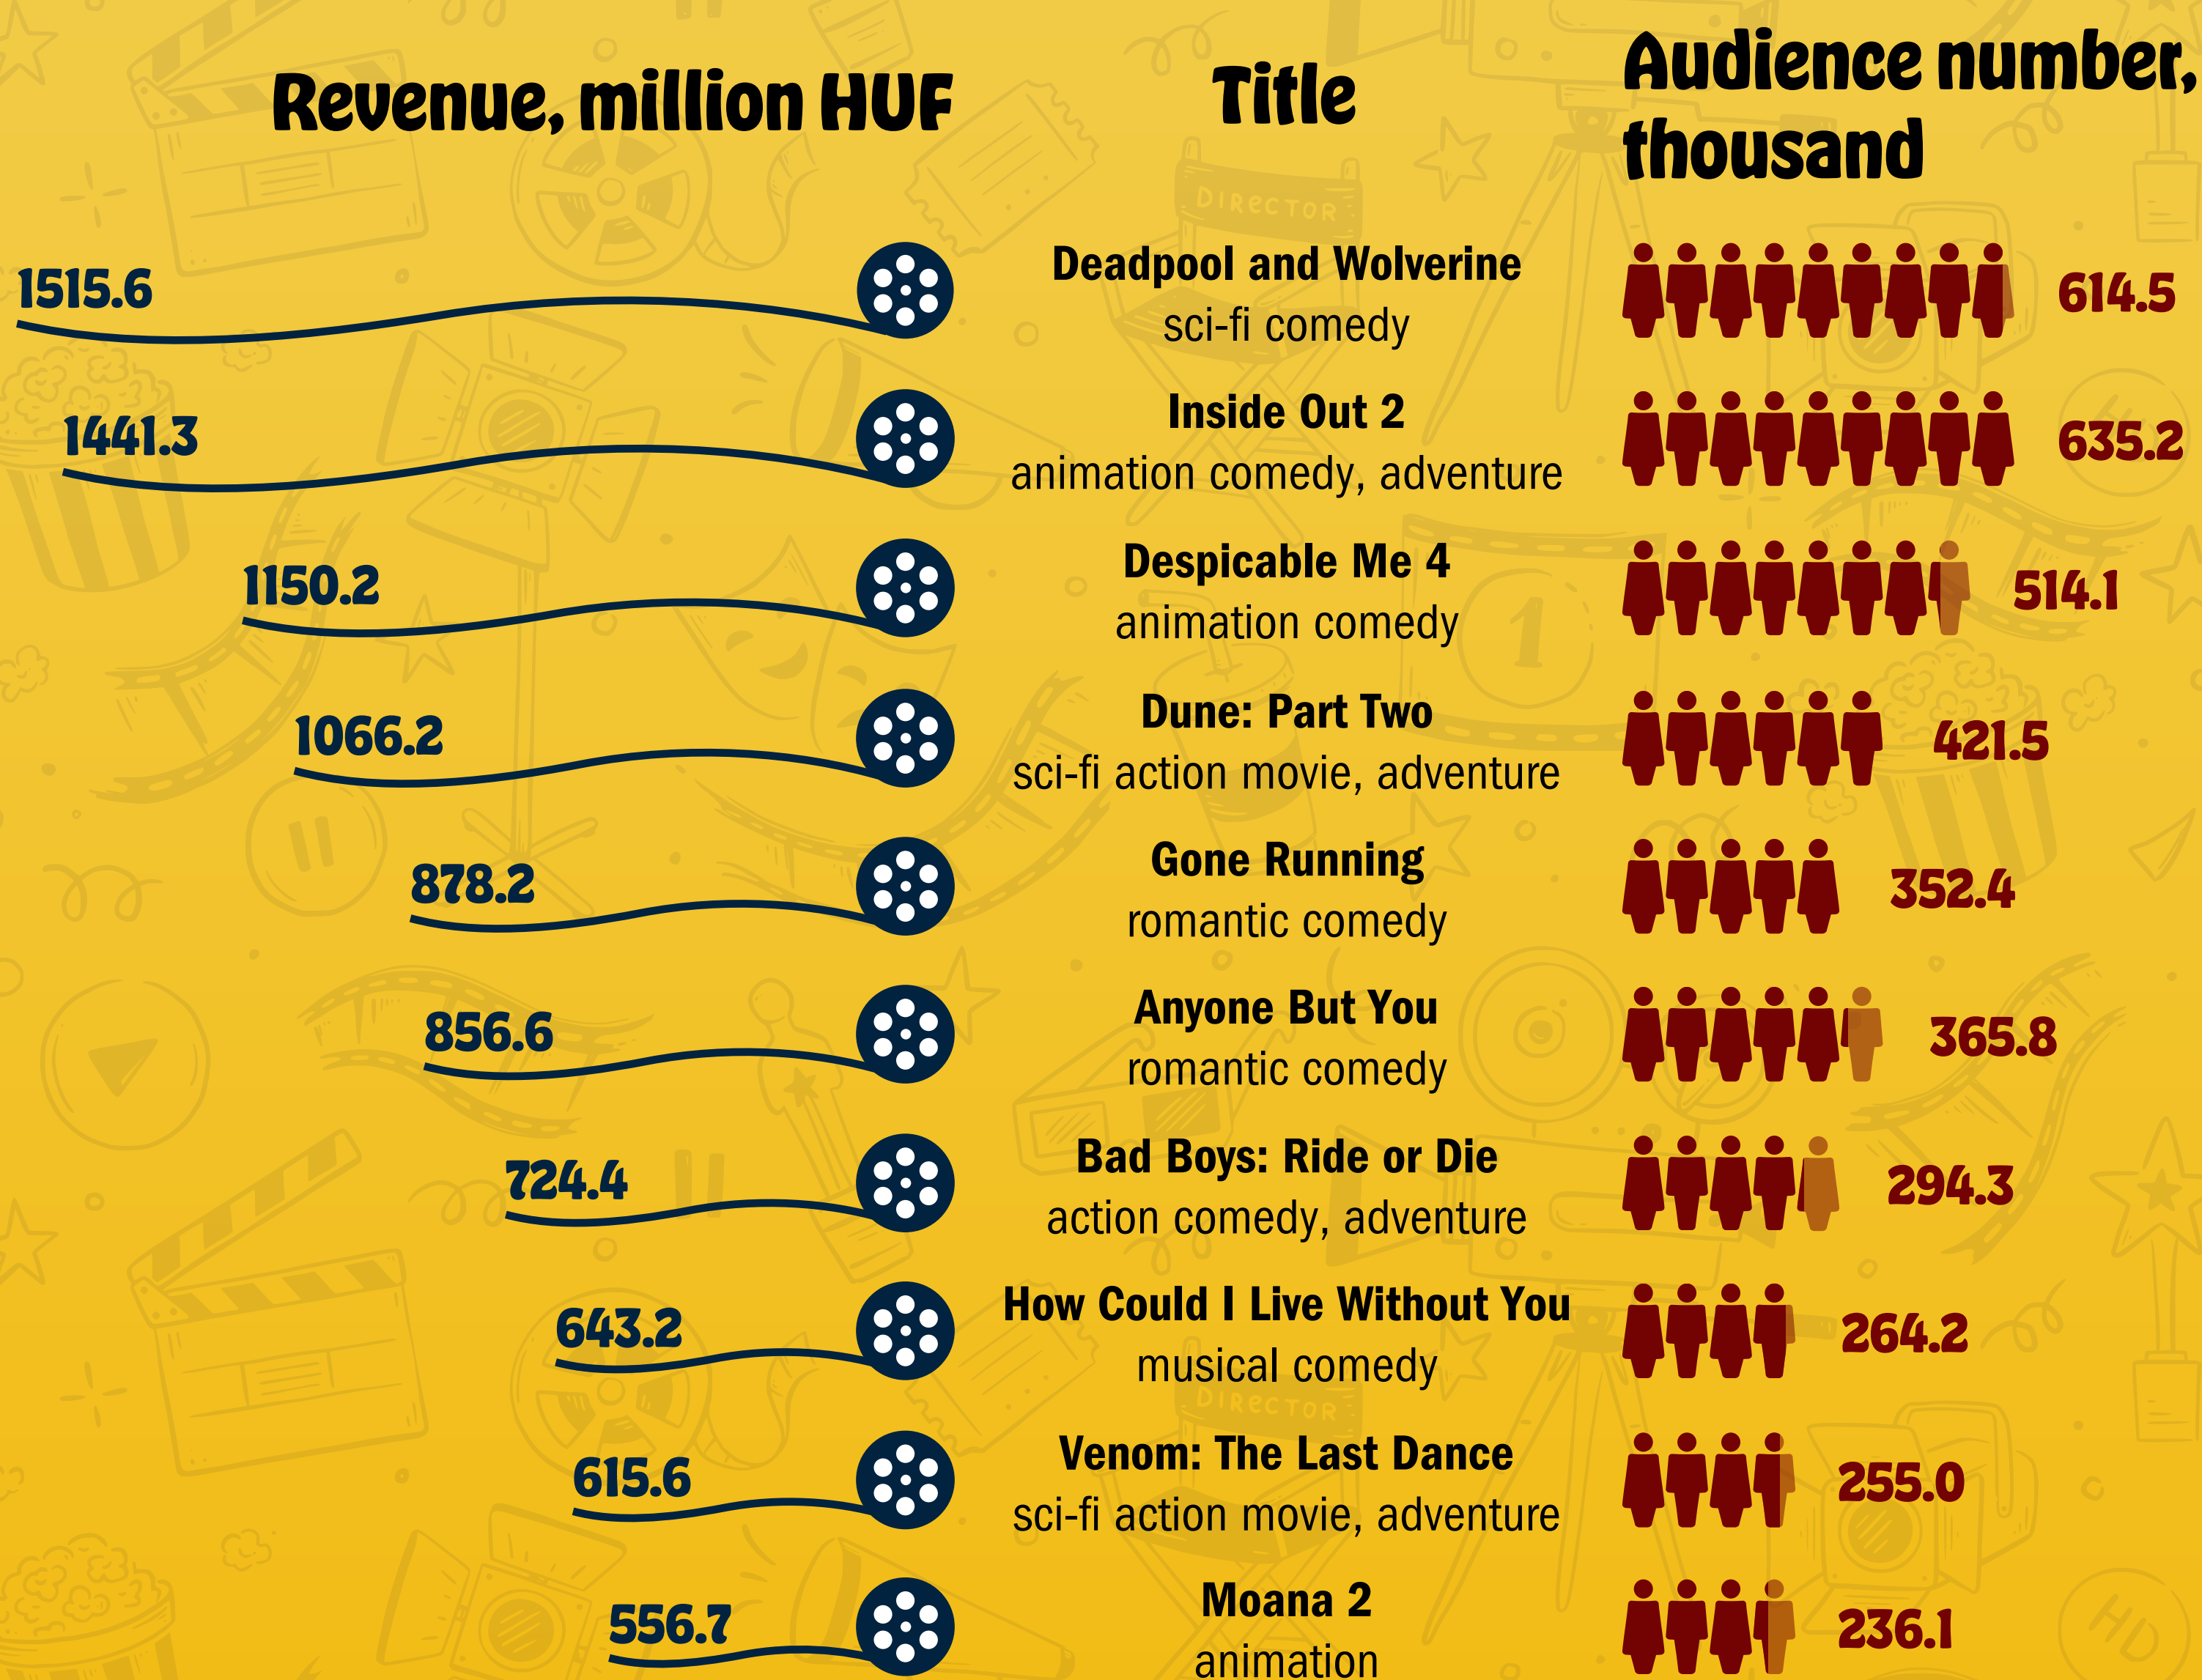 Revenue, million HUF
Title
Audience number,
thousand
DIRECTOR
1515.6
Deadpool and Wolverine
sci-fi comedy
614.5
1441.3
Inside Out 2
animation comedy, adventure
635.2
HD
1150.2
Despicable Me 4
animation comedy
514.1
1
1066.2
Dune: Part Two
sci-fi action movie, adventure
421.5
878.2
Gone Running
romantic comedy
352.4
856.6
Anyone But You
romantic comedy
365.8
724.4
Bad Boys: Ride or Die
action comedy, adventure
294.3
643.2
How Could I Live Without You
musical comedy
264.2
DIRECTOR
615.6
Venom: The Last Dance
sci-fi action movie, adventure
255.0
556.7
Moana 2
animation
236.1
HD